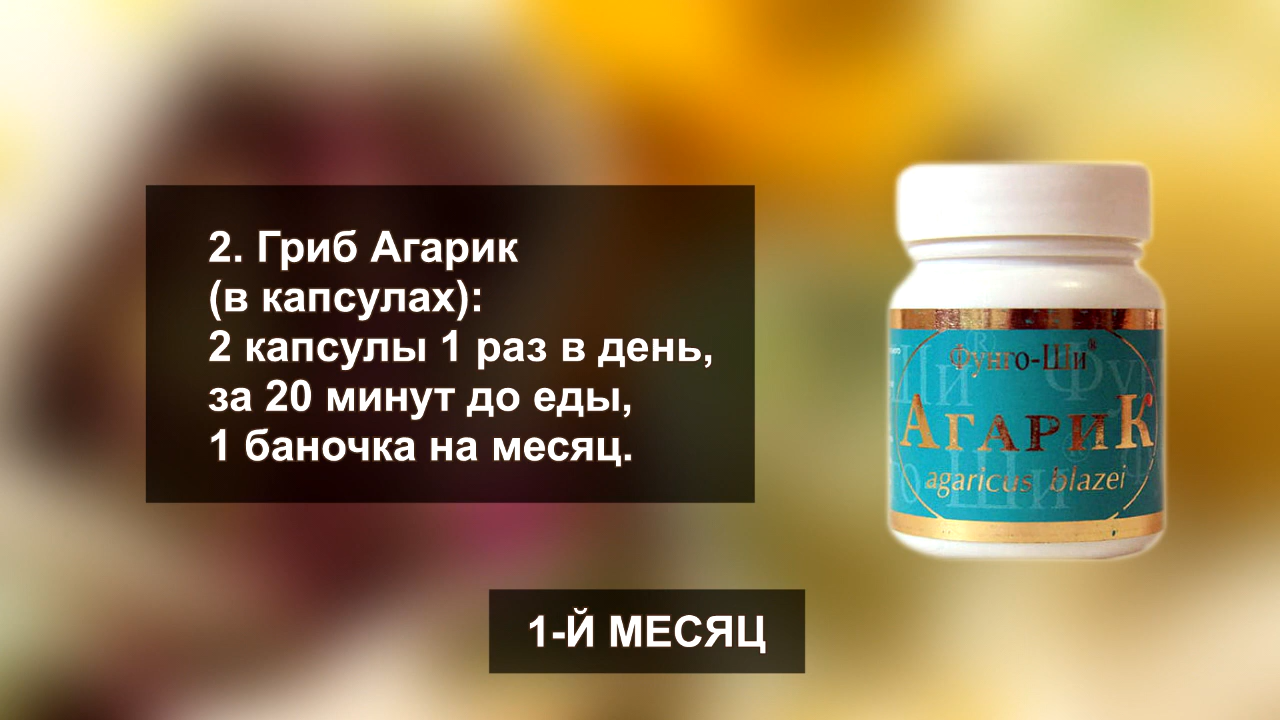 2. Гриб Агарик
(в капсулах):
2 капсулы 1 раз в день,
за 20 минут до еды,
1 баночка на месяц.
Фунго-Ши®
АгариК
agaricus blazei
1-Й МЕСЯЦ